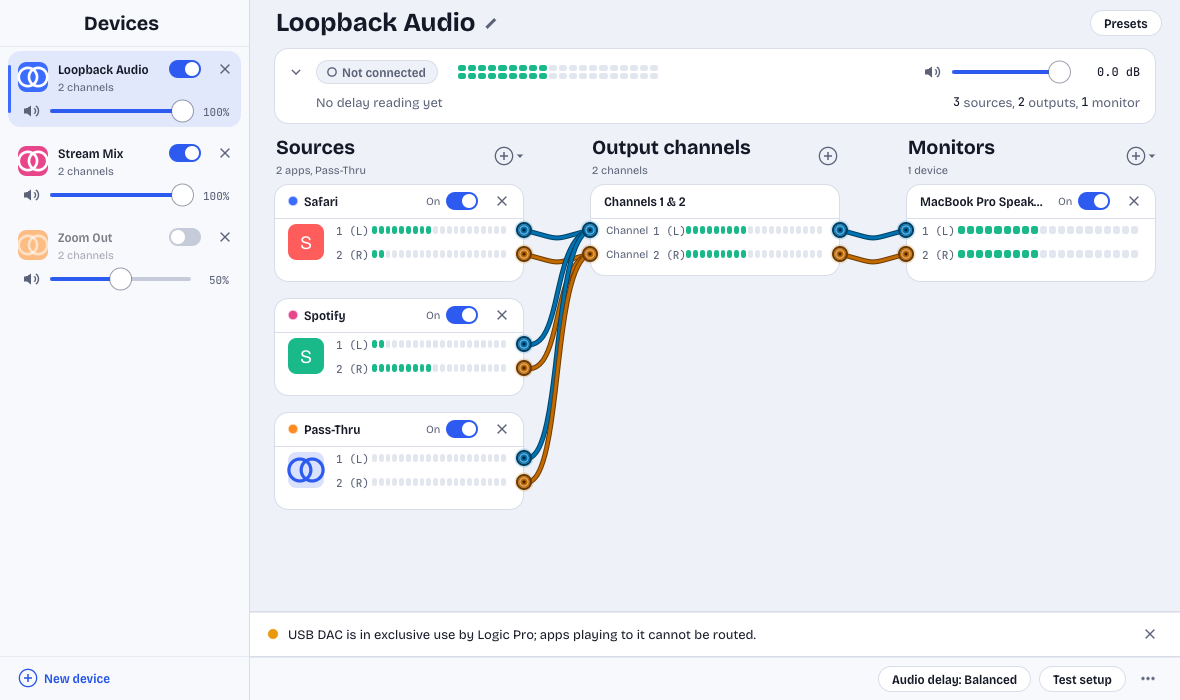 Devices
Loopback Audio
2 channels
100%
Stream Mix
2 channels
100%
Zoom Out
2 channels
50%
New device
Loopback Audio
Presets
Not connected
0.0 dB
No delay reading yet
3 sources, 2 outputs, 1 monitor
Sources
2 apps, Pass-Thru
Output channels
2 channels
Monitors
1 device
Safari
On
S
1 (L)
2 (R)
Spotify
On
S
1 (L)
2 (R)
Pass-Thru
On
1 (L)
2 (R)
Channels 1 & 2
Channel 1 (L)
Channel 2 (R)
MacBook Pro Speak...
On
1 (L)
2 (R)
USB DAC is in exclusive use by Logic Pro; apps playing to it cannot be routed.
Audio delay: Balanced
Test setup